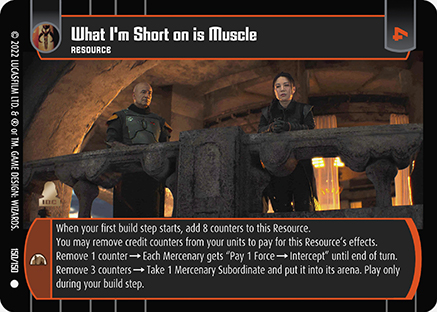 What I'm Short on is Muscle
RESOURCE
4
When your first build step starts, add 8 counters to this Resource.
You may remove credit counters from your units to pay for this Resource's effects.
Remove 1 counter → Each Mercenary gets "Pay 1 Force → Intercept" until end of turn.
Remove 3 counters → Take 1 Mercenary Subordinate and put it into its arena. Play only
during your build step.
© 2022 LUCASFILM LTD. & ® or TM. GAME DESIGN: WIZARDS.
150/150